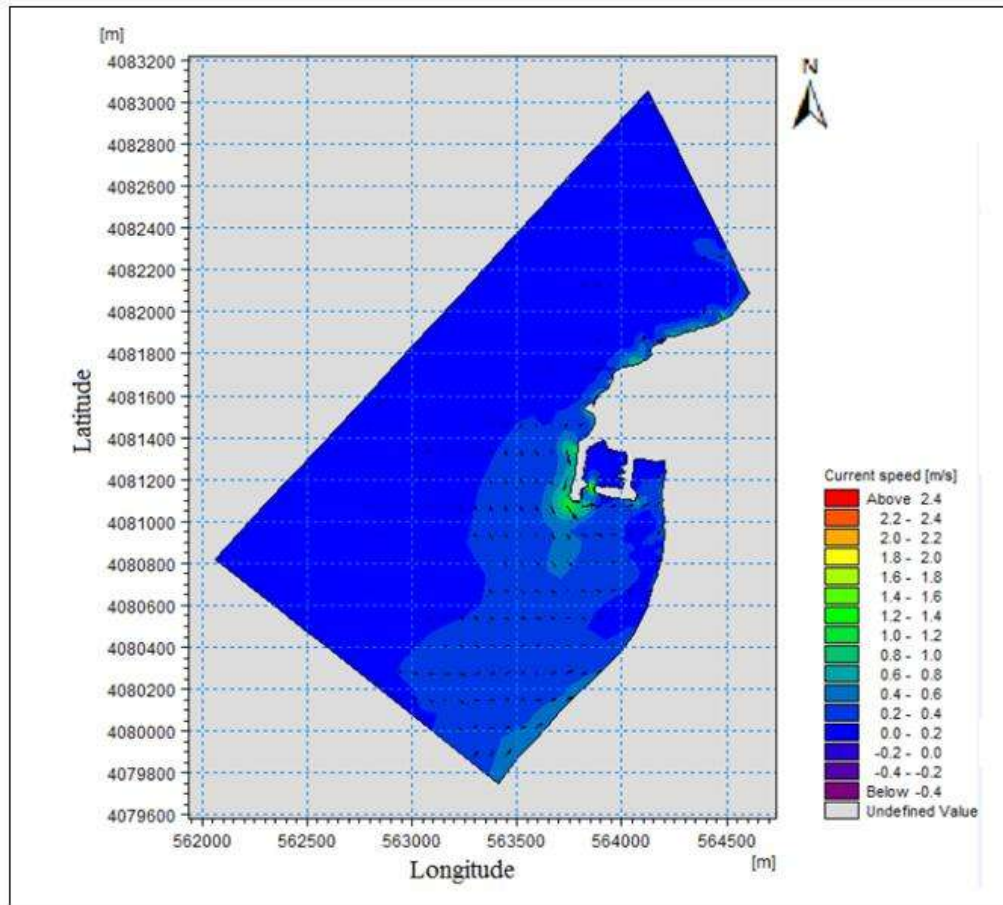 [m]
N
4083200
4083000
4082800
4082600
4082400
4082200
4082000
4081800
4081600
4081400
4081200
4081000
4080800
4080600
4080400
4080200
4080000
4079800
4079600
Latitude
562000 562500 563000 563500 564000 564500
Longitude
[m]
Current speed [m/s]
Above 2.4
2.2 - 2.4
2.0 - 2.2
1.8 - 2.0
1.6 - 1.8
1.4 - 1.6
1.2 - 1.4
1.0 - 1.2
0.8 - 1.0
0.6 - 0.8
0.4 - 0.6
0.2 - 0.4
0.0 - 0.2
-0.2 - 0.0
-0.4 - -0.2
Below -0.4
Undefined Value